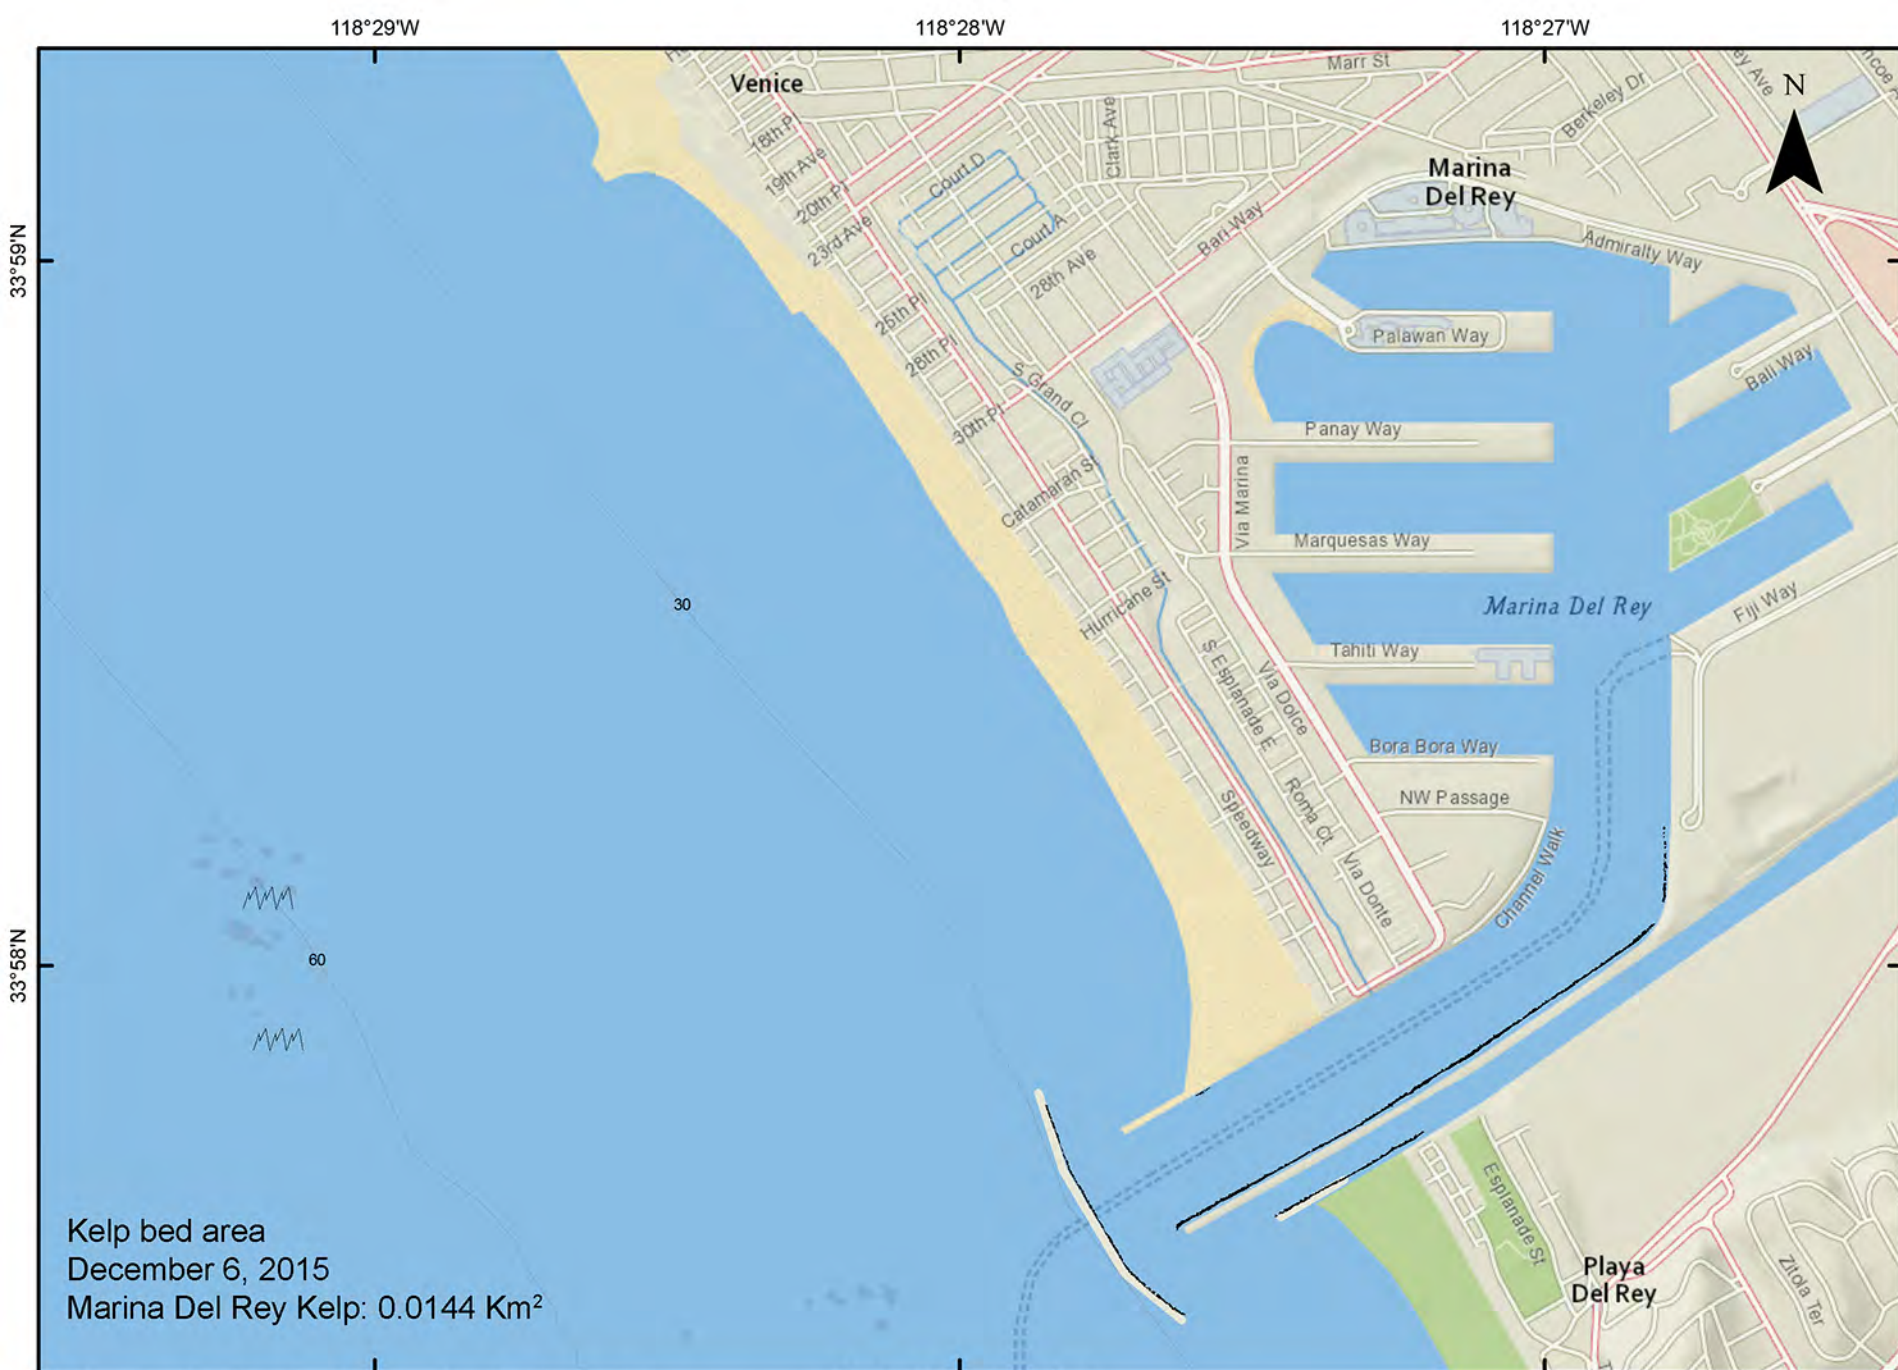 118°29'W
118°28'W
118°27'W
33°59'N
33°58'N
N
Venice
Marr St
Berkeley Dr
Clark Ave
18th Pl
19th Ave
20th Pl
23rd Ave
25th Pl
28th Pl
30th Pl
Court D
Court A
28th Ave
Bari Way
Marina
Del Rey
Admiralty Way
Palawan Way
Bali Way
S Grand Cl
Panay Way
Catamaran St
Via Marina
Marquesas Way
Hurricane St
Marina Del Rey
Fiji Way
30
Tahiti Way
S Esplanade E
Via Dolce
Bora Bora Way
NW Passage
Roma Ct
Speedway
Via Donte
Channel Walk
60
Esplanade St
Playa
Del Rey
Zitola Ter
Kelp bed area
December 6, 2015
Marina Del Rey Kelp: 0.0144 Km²